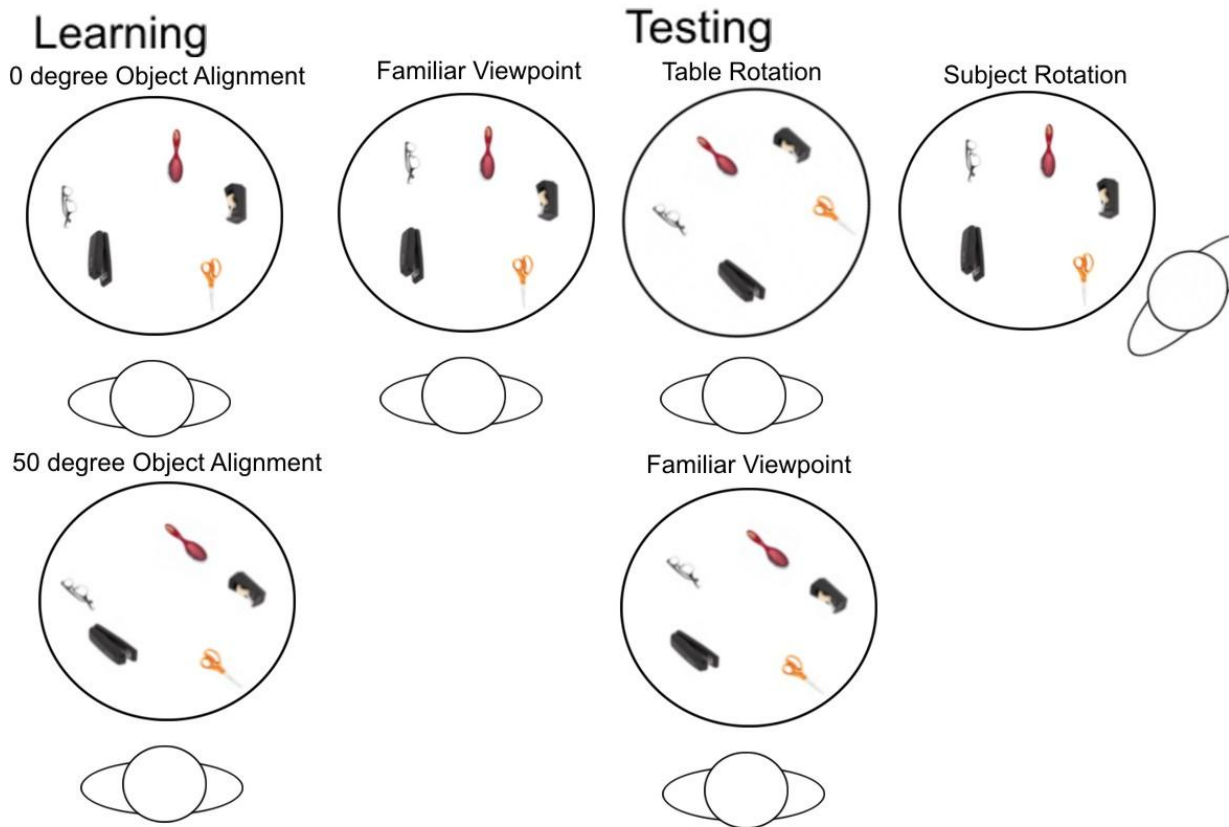 Learning
Testing
0 degree Object Alignment
Familiar Viewpoint
Table Rotation
Subject Rotation
50 degree Object Alignment
Familiar Viewpoint